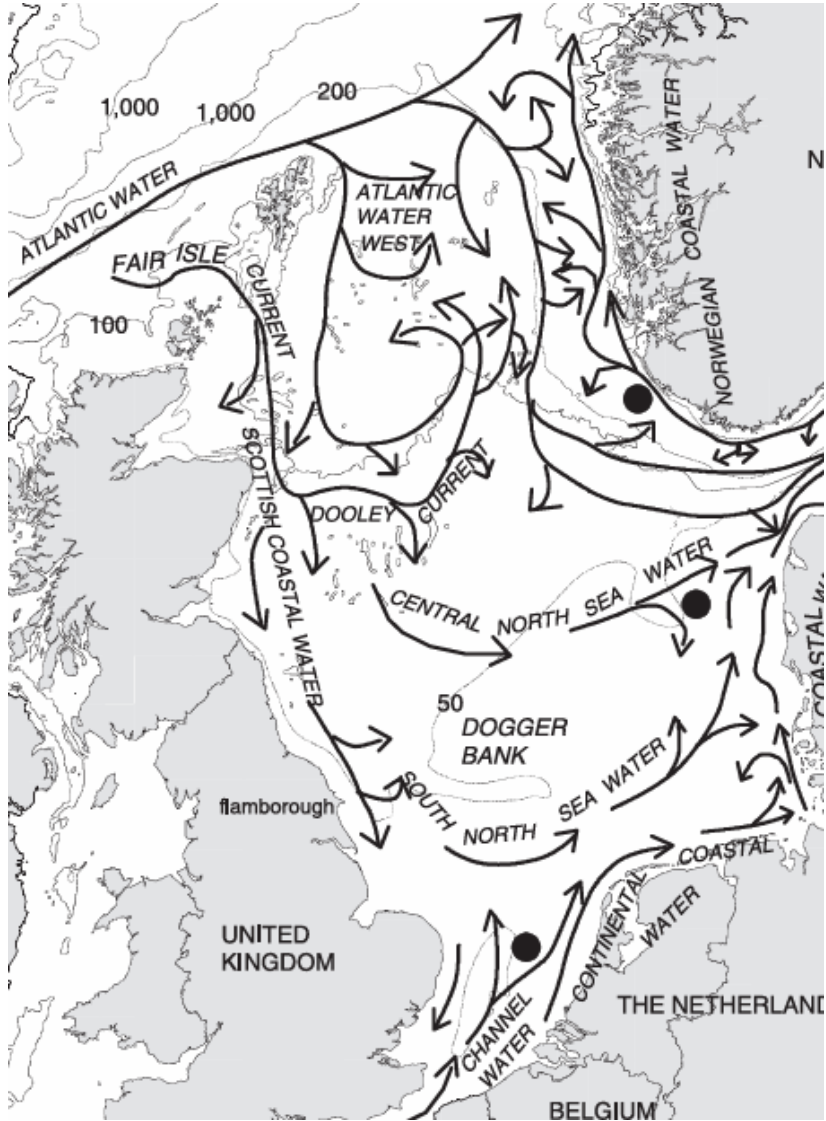 1,000
1,000
200
N
ATLANTIC WATER
ATLANTIC
WATER
WEST
NORWEGIAN COASTAL WATER
FAIR ISLE CURRENT
100
SCOTTISH COASTAL WATER
DOOLEY CURRENT
CENTRAL NORTH SEA WATER
50
DOGGER
BANK
SOUTH NORTH SEA WATER
flamborough
COASTAL
CONTINENTAL COASTAL
WATER
UNITED
KINGDOM
CHANNEL
WATER
THE NETHERLAND
BELGIUM